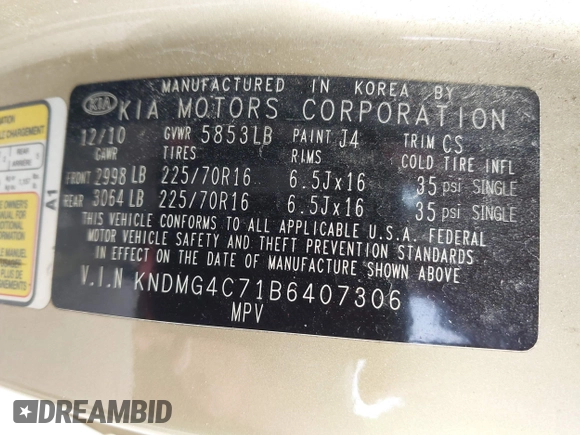 MANUFACTURED IN KOREA BY
KIA KIA MOTORS CORPORATION
12/10 GVWR 5853LB PAINT J4 TRIM CS
GAWR TIRES RIMS COLD TIRE INFL
FRONT 2998 LB 225/70R16 6.5Jx16 35 psi SINGLE
REAR 3064 LB 225/70R16 6.5Jx16 35 psi SINGLE
THIS VEHICLE CONFORMS TO ALL APPLICABLE U.S.A. FEDERAL
MOTOR VEHICLE SAFETY AND THEFT PREVENTION STANDARDS
IN EFFECT ON THE DATE OF MANUFACTURE SHOWN ABOVE
V.I.N KNDMG4C71B6407306
MPV
A1
REAR
ARRIERE
DREAMBID